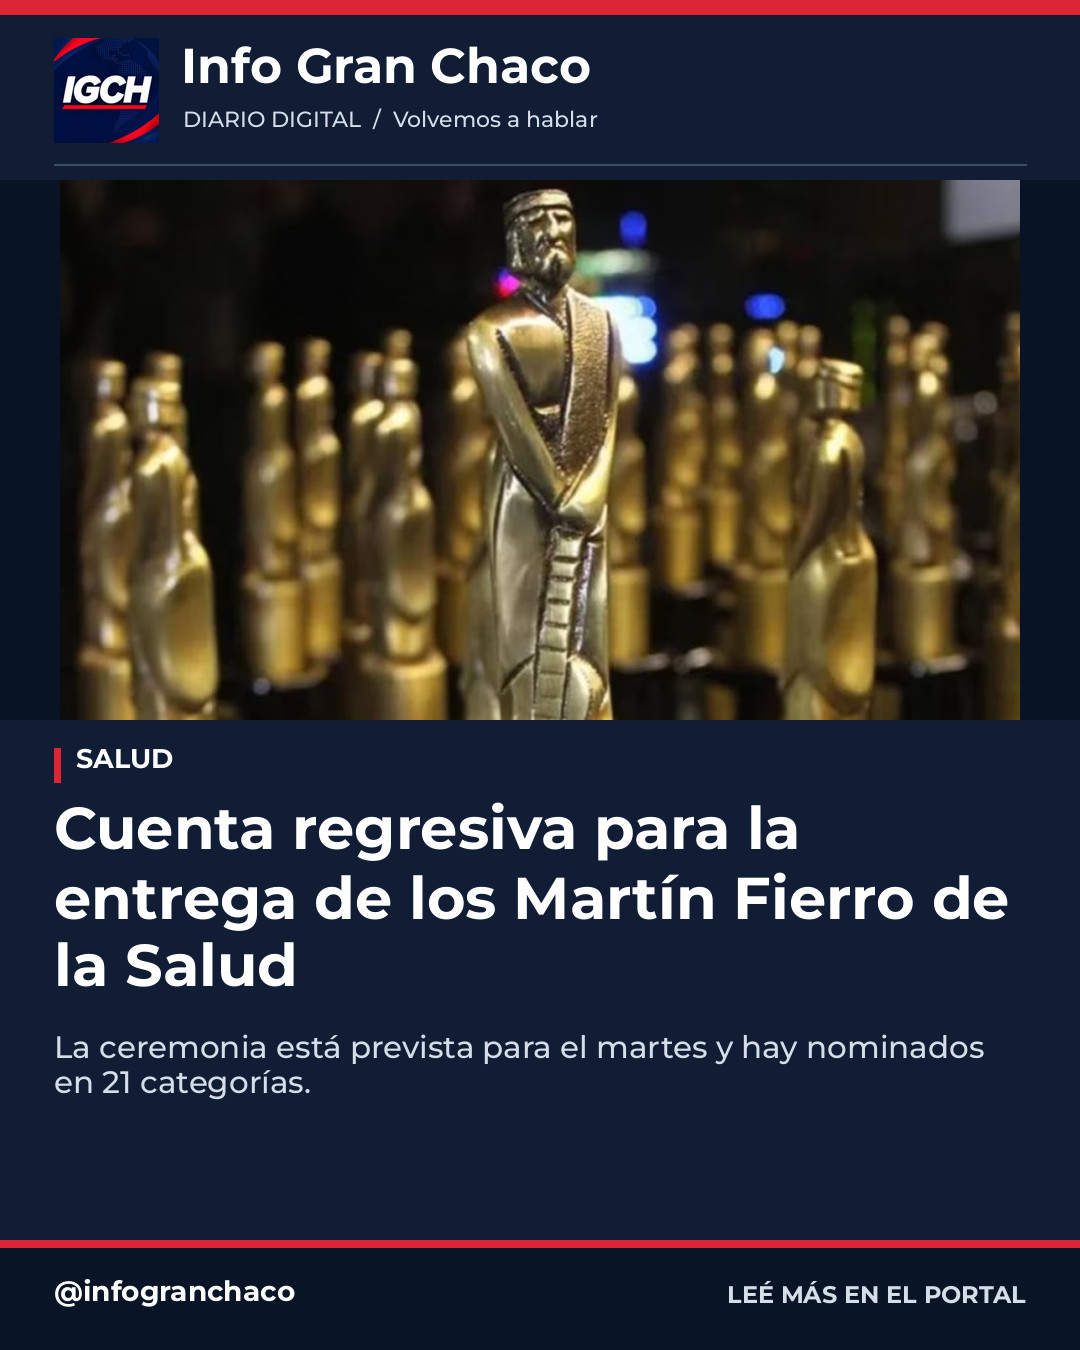 IGCH
Info Gran Chaco
DIARIO DIGITAL / Volvemos a hablar
SALUD
Cuenta regresiva para la
entrega de los Martín Fierro de
la Salud
La ceremonia está prevista para el martes y hay nominados
en 21 categorías.
@infogranchaco
LEÉ MÁS EN EL PORTAL